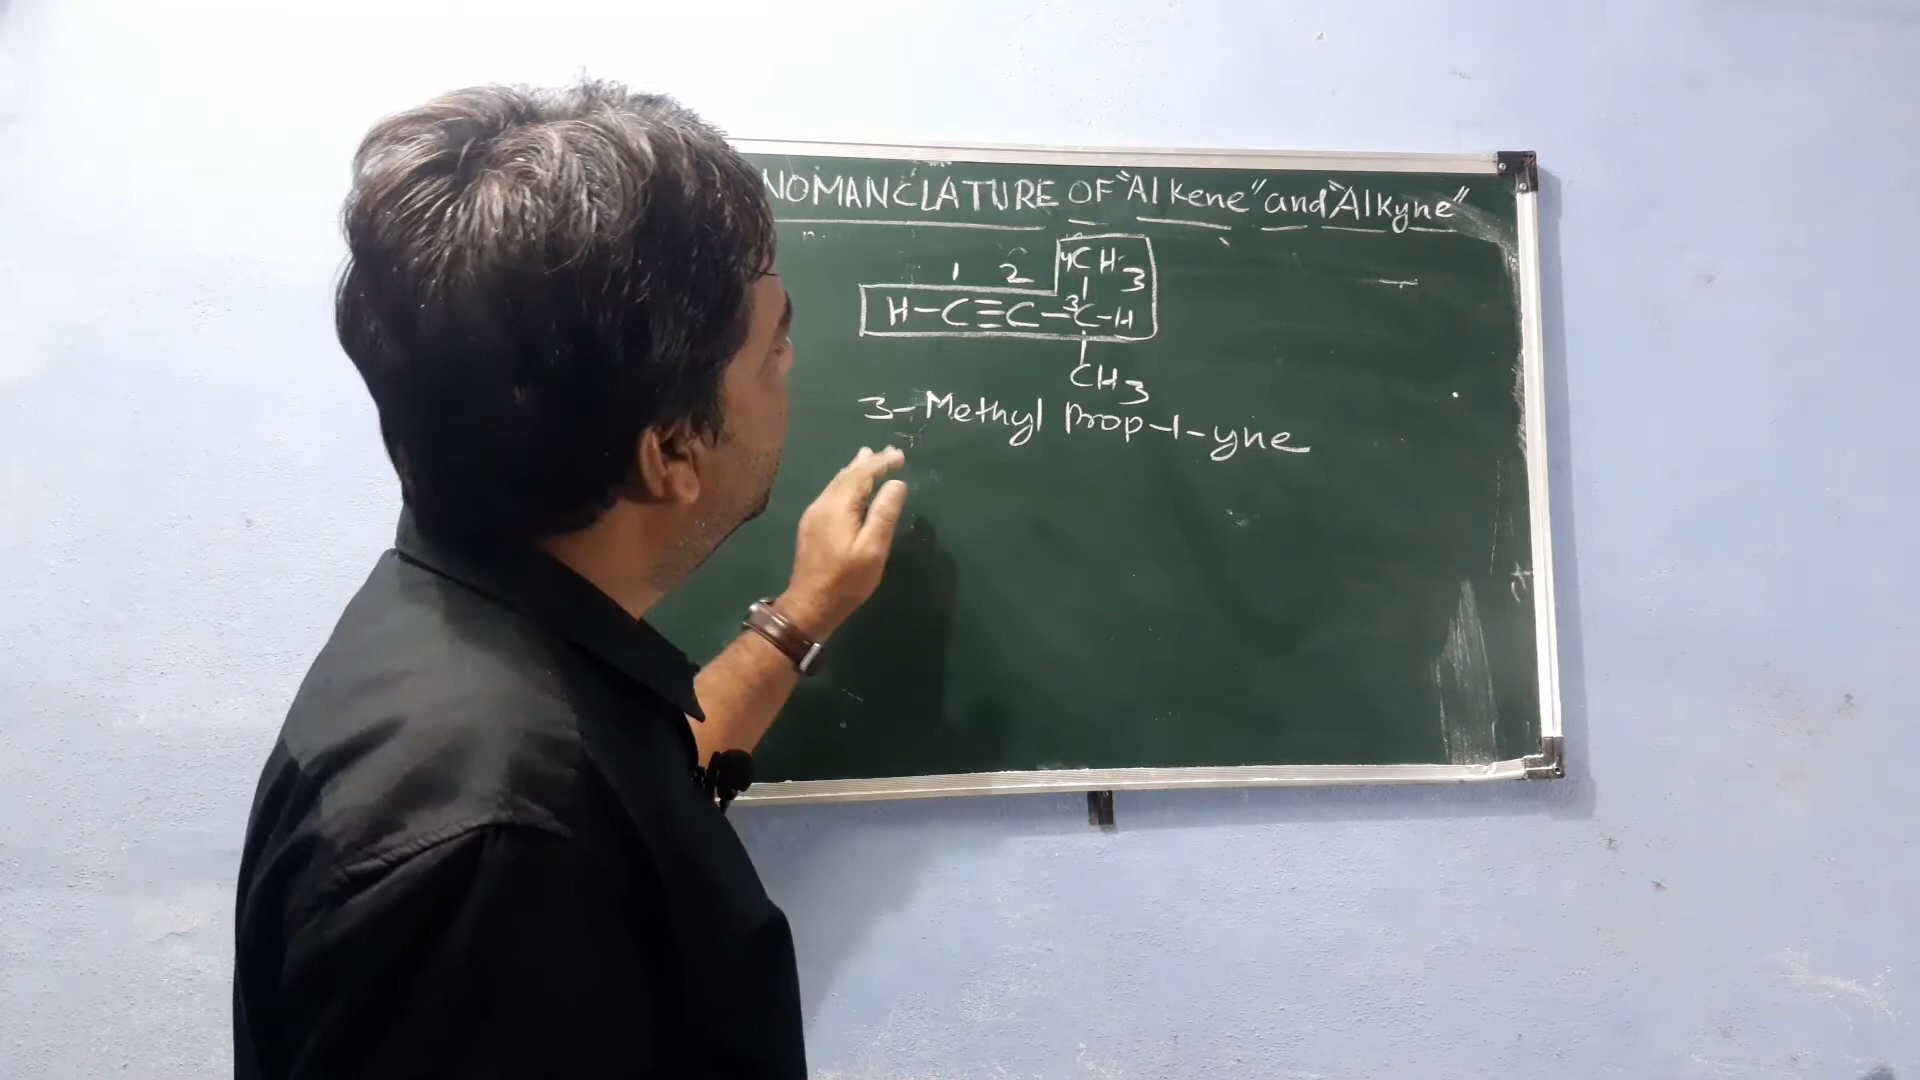 NOMANCLATURE OF "Alkene" and "Alkyne"
4CH3
1 2
H-C≡C-3C-H
CH3
3-Methyl Prop-1-yne